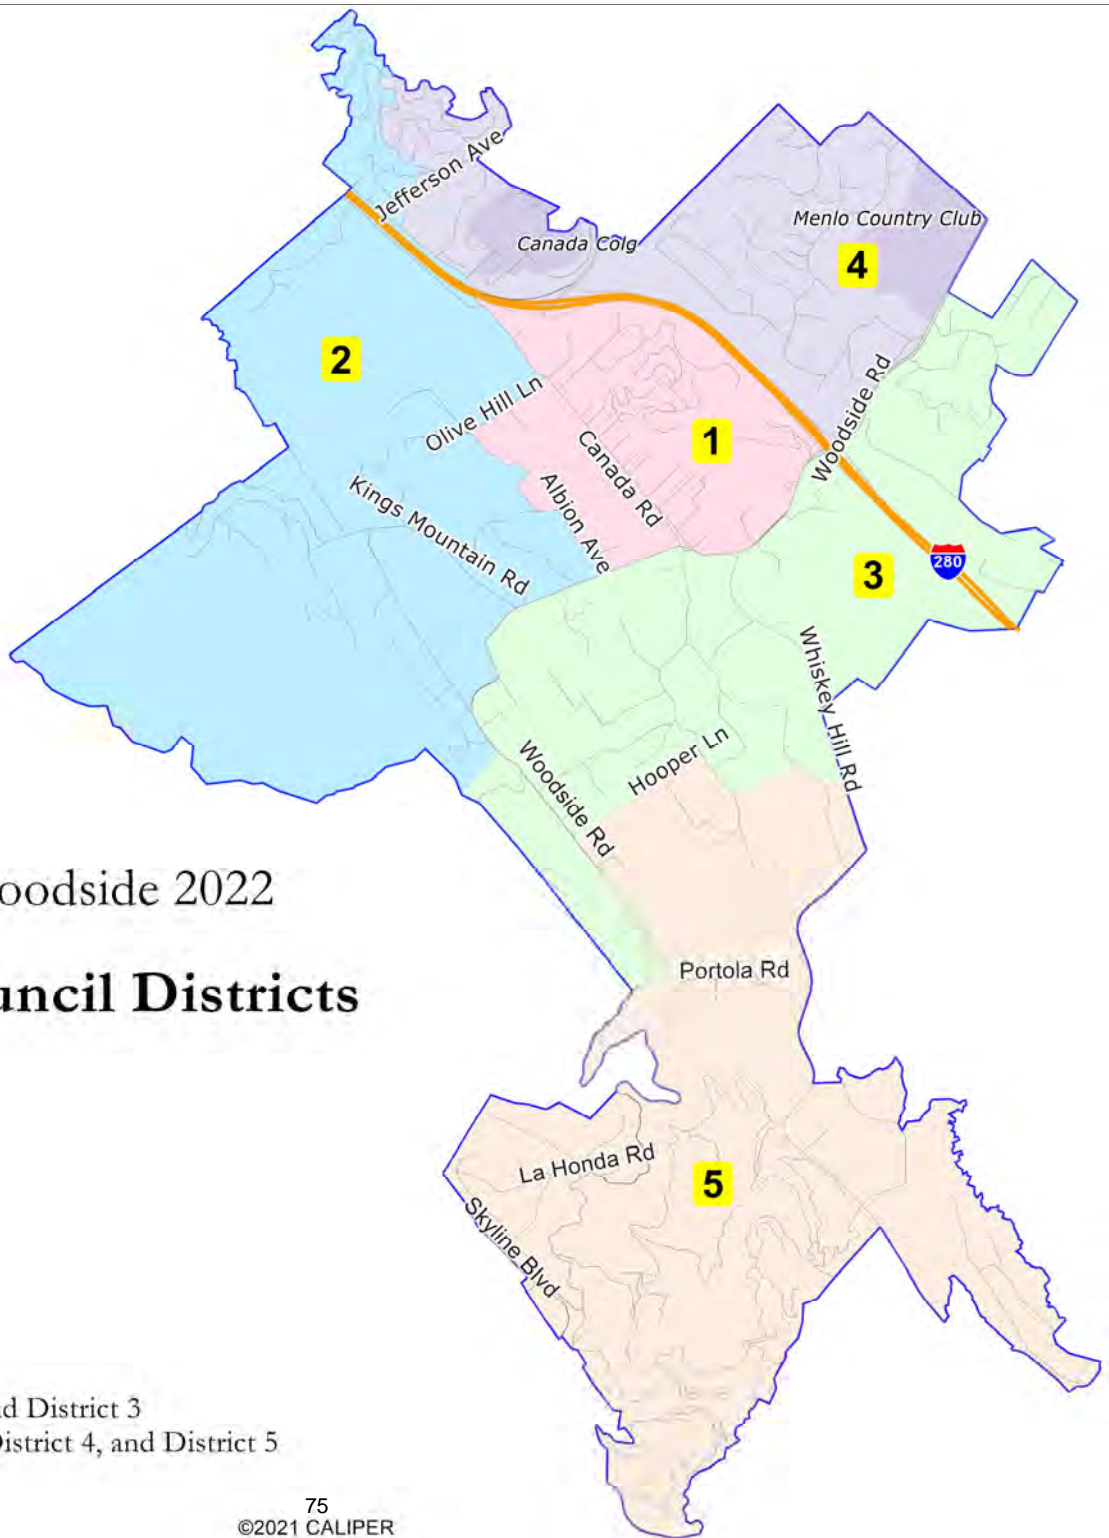 Jefferson Ave
Menlo Country Club
Canada Colg
4
2
Woodside Rd
Olive Hill Ln
1
Canada Rd
Albion Ave
Kings Mountain Rd
280
3
Whiskey Hill Rd
Hooper Ln
Woodside Rd
oodside 2022
Portola Rd
uncil Districts
La Honda Rd
5
Skyline Blvd
d District 3
District 4, and District 5
75
©2021 CALIPER